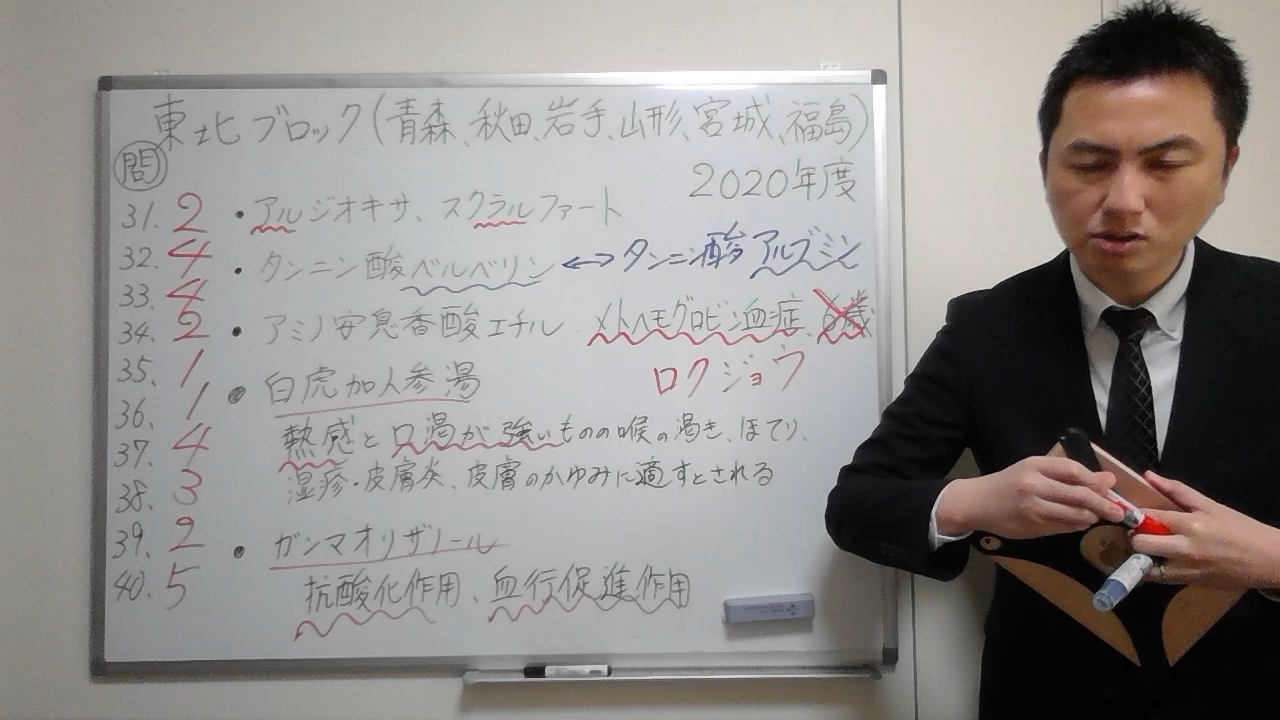 東北ブロック(青森、秋田、岩手、山形、宮城、福島)
問
2020年度
31. 2 ・アルジオキサ、スクラルファート
32. 4 ・タンニン酸ベルベリン ↔ タンニン酸アルブミン
33. 4
34. 2 ・アミノ安息香酸エチル メトヘモグロビン血症、6歳
35. 1 ロクジョウ
36. 1 ・白虎加人参湯
37. 4 熱感と口渇が強いものの喉の渇き、ほてり、
38. 3 湿疹・皮膚炎、皮膚のかゆみに適すとされる
39. 2 ・ガンマオリザノール
40. 5 抗酸化作用、血行促進作用